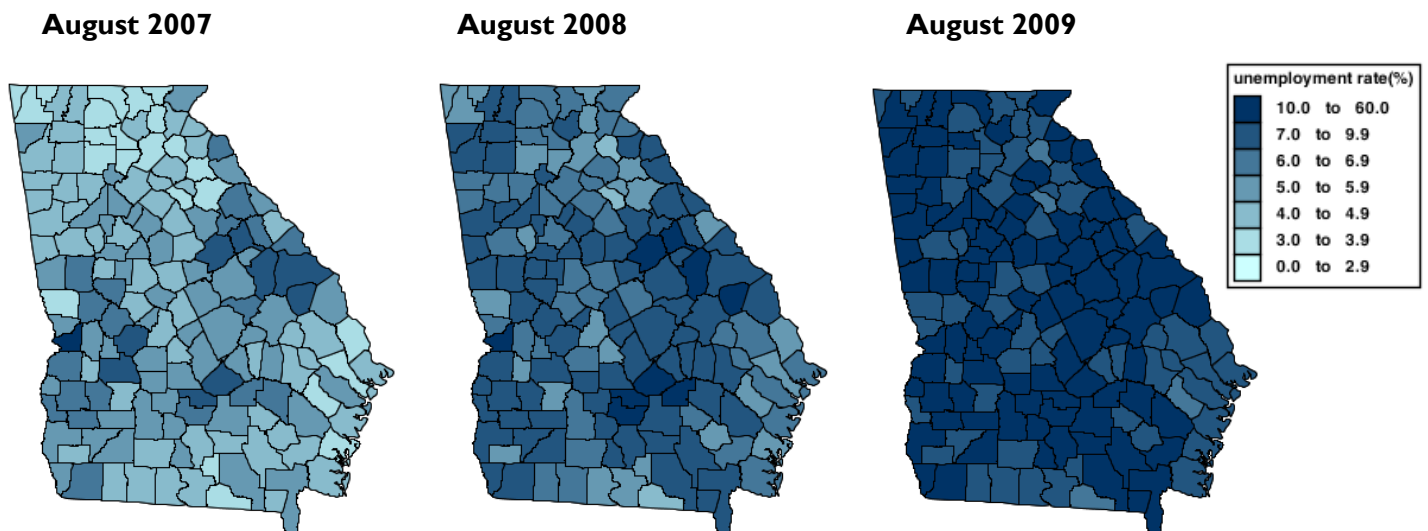 August 2007
August 2008
August 2009
unemployment rate(%)
10.0 to 60.0
7.0 to 9.9
6.0 to 6.9
5.0 to 5.9
4.0 to 4.9
3.0 to 3.9
0.0 to 2.9